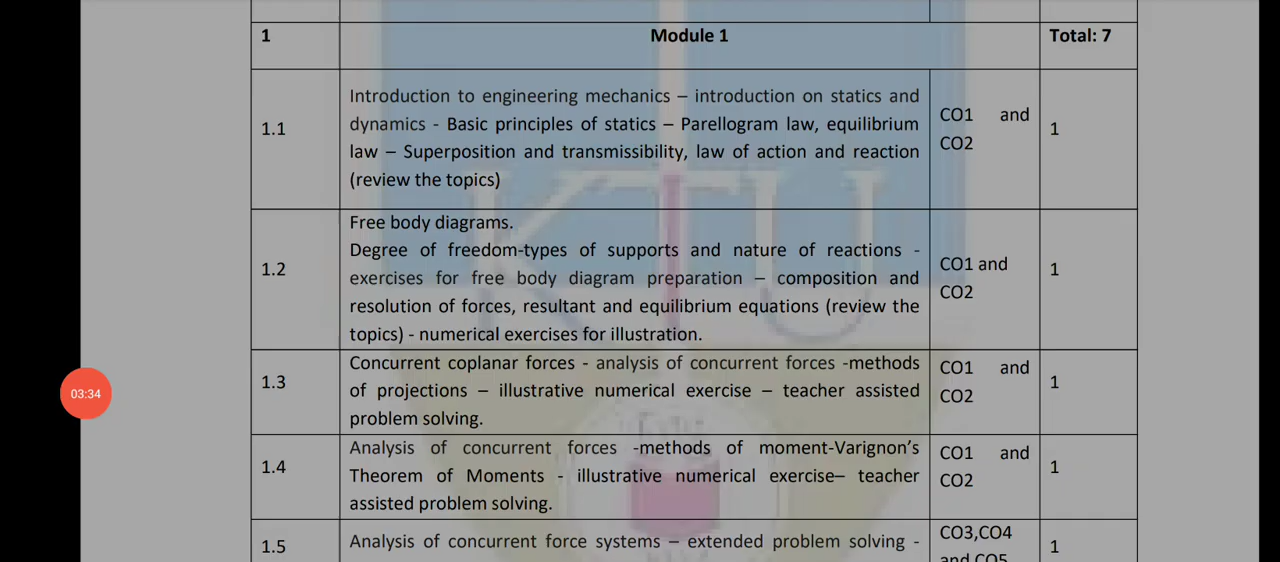 1 Module 1 Total: 7
Introduction to engineering mechanics – introduction on statics and
dynamics - Basic principles of statics – Parellogram law, equilibrium
law – Superposition and transmissibility, law of action and reaction
(review the topics)
1.1
CO1 and
CO2
1
Free body diagrams.
Degree of freedom-types of supports and nature of reactions -
exercises for free body diagram preparation – composition and
resolution of forces, resultant and equilibrium equations (review the
topics) - numerical exercises for illustration.
1.2
CO1 and
CO2
1
Concurrent coplanar forces - analysis of concurrent forces -methods
of projections – illustrative numerical exercise – teacher assisted
problem solving.
1.3
CO1 and
CO2
1
03:34
Analysis of concurrent forces -methods of moment-Varignon’s
Theorem of Moments - illustrative numerical exercise– teacher
assisted problem solving.
1.4
CO1 and
CO2
1
Analysis of concurrent force systems – extended problem solving -
1.5
CO3,CO4
and CO5
1
KTU